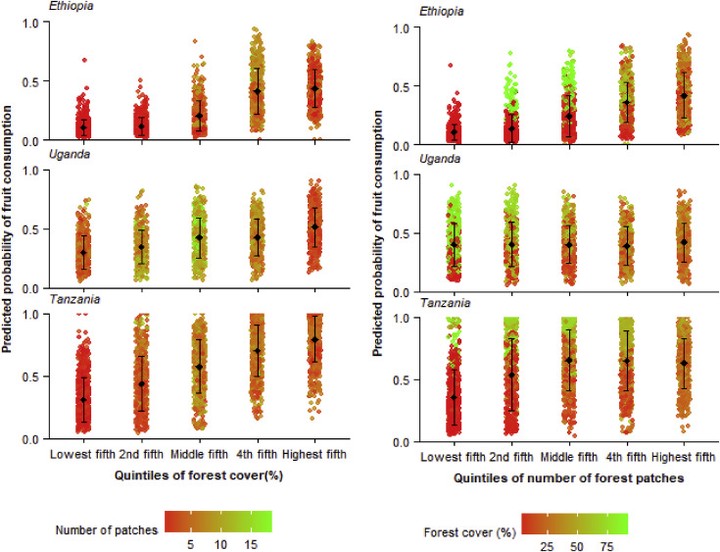 Ethiopia
1.0
0.5
0.0
Uganda
1.0
0.5
0.0
Tanzania
1.0
0.5
0.0
Predicted probability of fruit consumption
Lowest fifth 2nd fifth Middle fifth 4th fifth Highest fifth
Quintiles of forest cover(%)
Number of patches
5 10 15
Ethiopia
1.0
0.5
0.0
Uganda
1.0
0.5
0.0
Tanzania
1.0
0.5
0.0
Predicted probability of fruit consumption
Lowest fifth 2nd fifth Middle fifth 4th fifth Highest fifth
Quintiles of number of forest patches
Forest cover (%)
25 50 75